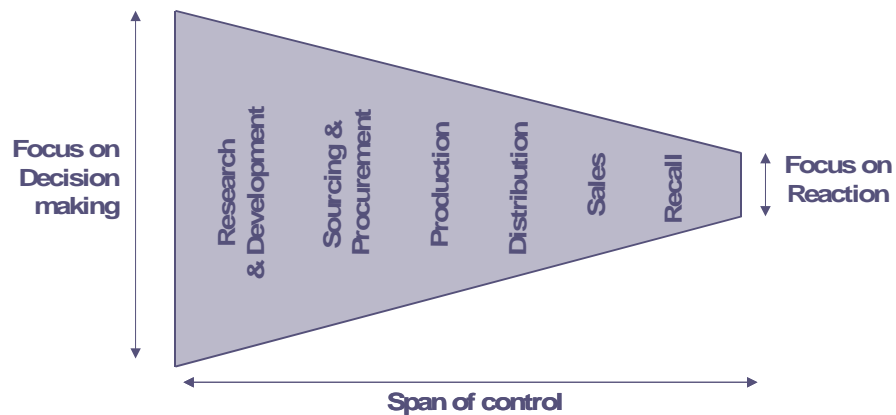 Focus on
Decision
making
Research
& Development
Sourcing &
Procurement
Production
Distribution
Sales
Recall
Focus on
Reaction
Span of control